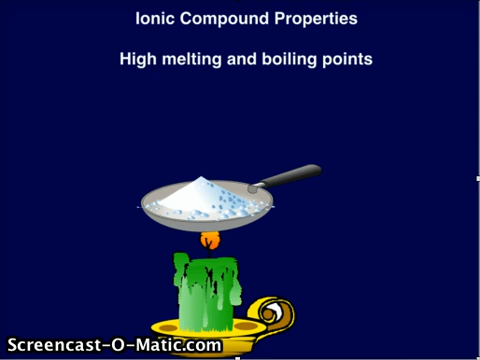 Ionic Compound Properties
High melting and boiling points
Screencast-O-Matic.com